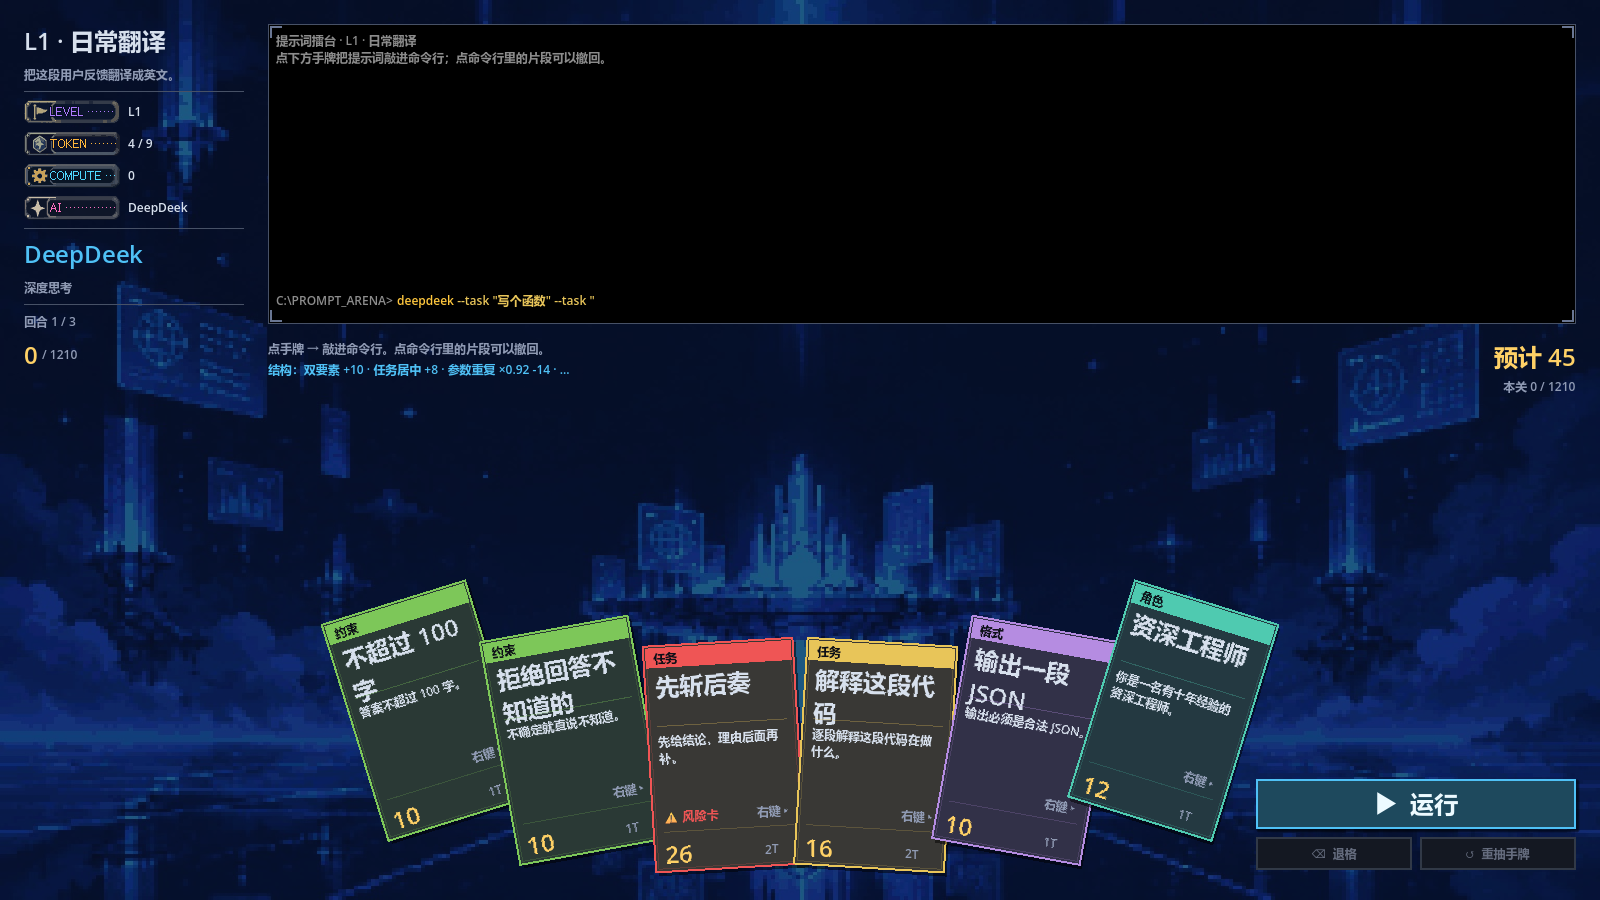 L1 · 日常翻译
把这段用户反馈翻译成英文。
LEVEL
L1
TOKEN
4 / 9
COMPUTE
0
AI
DeepDeek
DeepDeek
深度思考
回合 1 / 3
0 / 1210
提示词擂台 · L1 · 日常翻译
点下方手牌把提示词敲进命令行；点命令行里的片段可以撤回。
C:\PROMPT_ARENA> deepdeek --task "写个函数" --task "
点手牌 → 敲进命令行。点命令行里的片段可以撤回。
结构：双要素 +10 · 任务居中 +8 · 参数重复 ×0.92 -14 · ...
预计 45
本关 0 / 1210
约束
不超过 100
字
答案不超过 100 字。
右键
10
1T
约束
拒绝回答不
知道的
不确定就直说不知道。
右键
10
1T
任务
先斩后奏
先给结论，理由后面再
补。
风险卡
右键
26
2T
任务
解释这段代
码
逐段解释这段代码在做
什么。
右键
16
2T
格式
输出一段
JSON
输出必须是合法 JSON。
右键
10
1T
角色
资深工程师
你是一名有十年经验的
资深工程师。
右键
12
1T
▶ 运行
⌫ 退格
↺ 重抽手牌